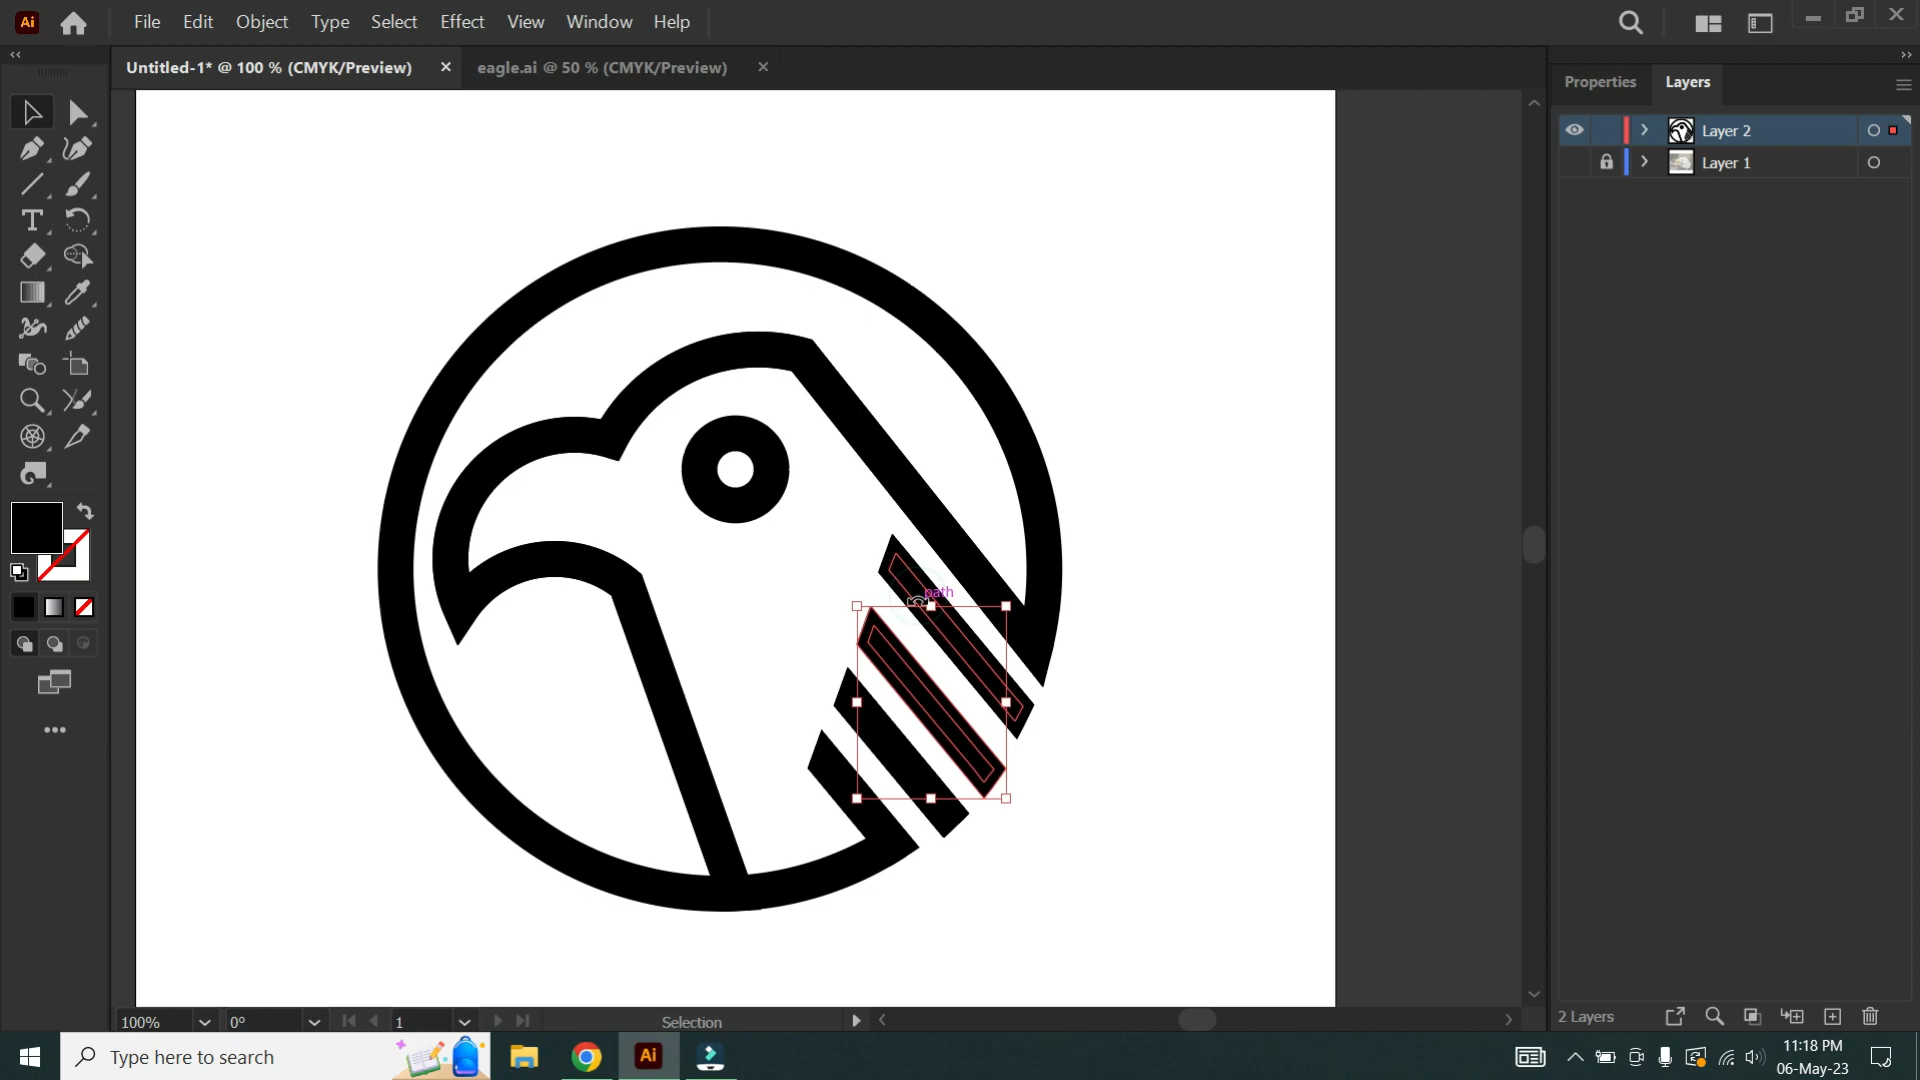 Ai File Edit Object Type Select Effect View Window Help
Untitled-1* @ 100 % (CMYK/Preview) eagle.ai @ 50 % (CMYK/Preview)
Properties Layers
Layer 2
Layer 1
path
2 Layers
100% 0° 1 Selection
Type here to search
Ai
11:18 PM
06-May-23